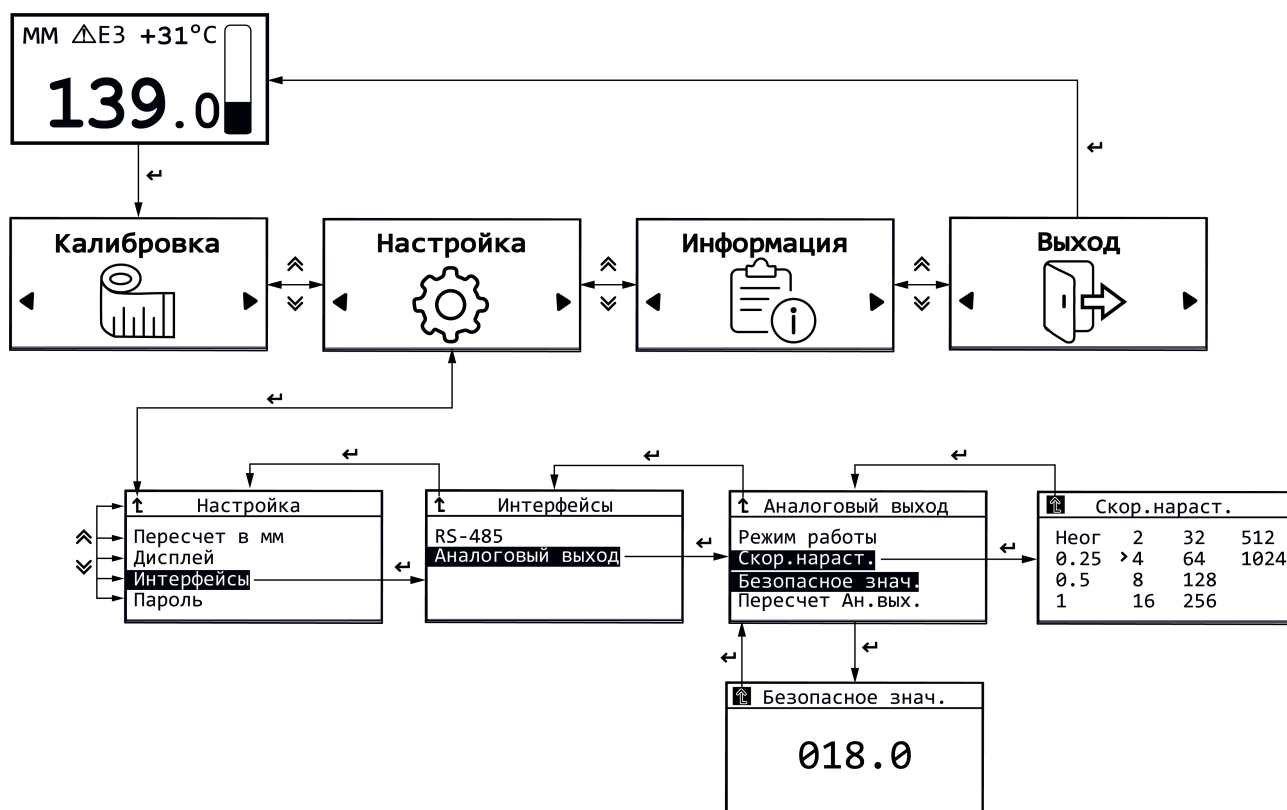 ММ ⚠E3 +31°C
139.0
Калибровка
Настройка
Информация
Выход
Настройка
Пересчет в мм
Дисплей
Интерфейсы
Пароль
Интерфейсы
RS-485
Аналоговый выход
Аналоговый выход
Режим работы
Скор.нараст.
Безопасное знач.
Пересчет Ан.вых.
Скор.нараст.
Неог 2 32 512
0.25 ›4 64 1024
0.5 8 128
1 16 256
Безопасное знач.
018.0